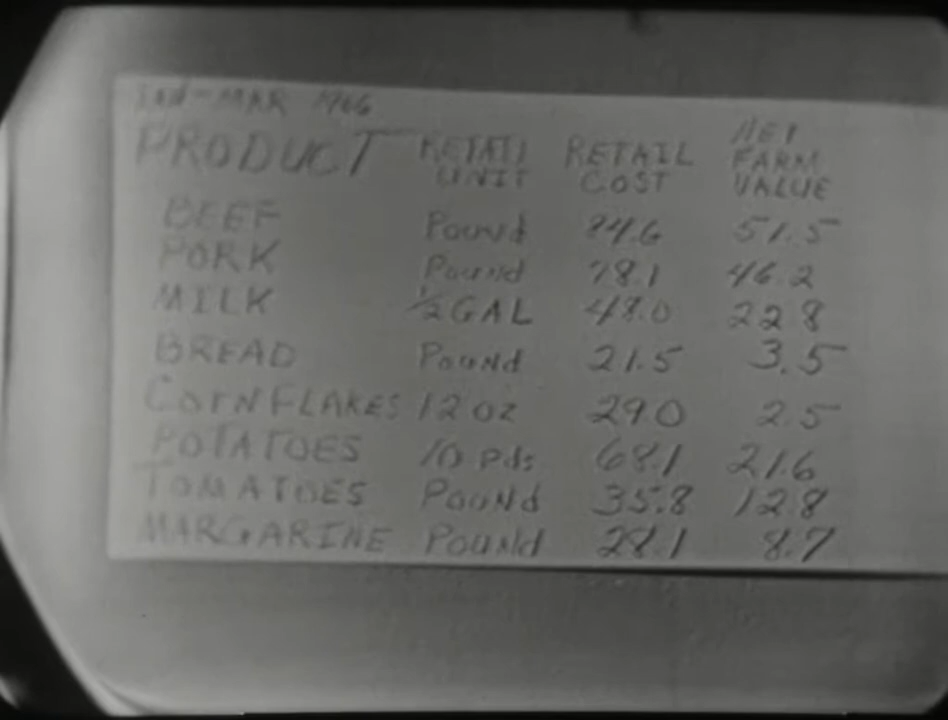 JAN-MAR 1966
PRODUCT RETAIL UNIT RETAIL COST NET FARM VALUE
BEEF Pound 84.6 51.5
PORK Pound 78.1 46.2
MILK ½ GAL 48.0 22.8
BREAD Pound 21.5 3.5
CORNFLAKES 12 oz 29.0 2.5
POTATOES 10 Pds 68.1 21.6
TOMATOES Pound 35.8 12.8
MARGARINE Pound 28.1 8.7